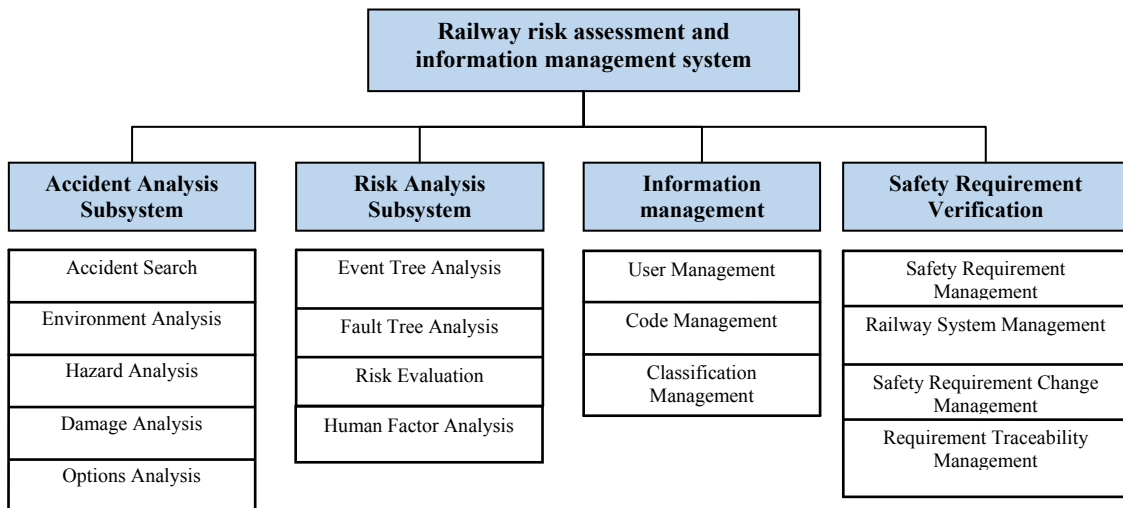 Railway risk assessment and
information management system
Accident Analysis
Subsystem
Accident Search
Environment Analysis
Hazard Analysis
Damage Analysis
Options Analysis
Risk Analysis
Subsystem
Event Tree Analysis
Fault Tree Analysis
Risk Evaluation
Human Factor Analysis
Information
management
User Management
Code Management
Classification
Management
Safety Requirement
Verification
Safety Requirement
Management
Railway System Management
Safety Requirement Change
Management
Requirement Traceability
Management